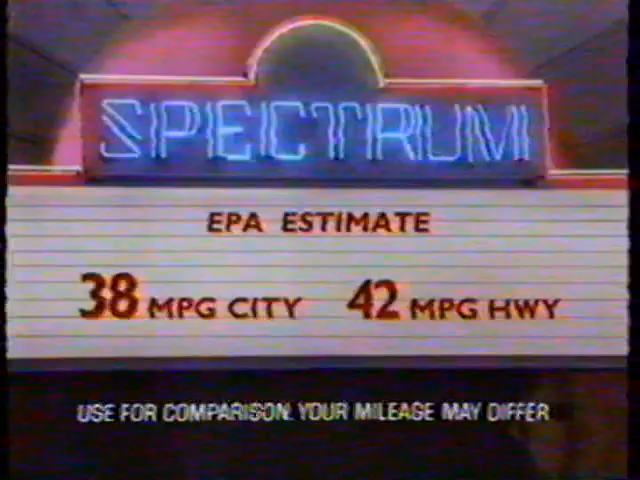 SPECTRUM
EPA ESTIMATE
38 MPG CITY 42 MPG HWY
USE FOR COMPARISON. YOUR MILEAGE MAY DIFFER